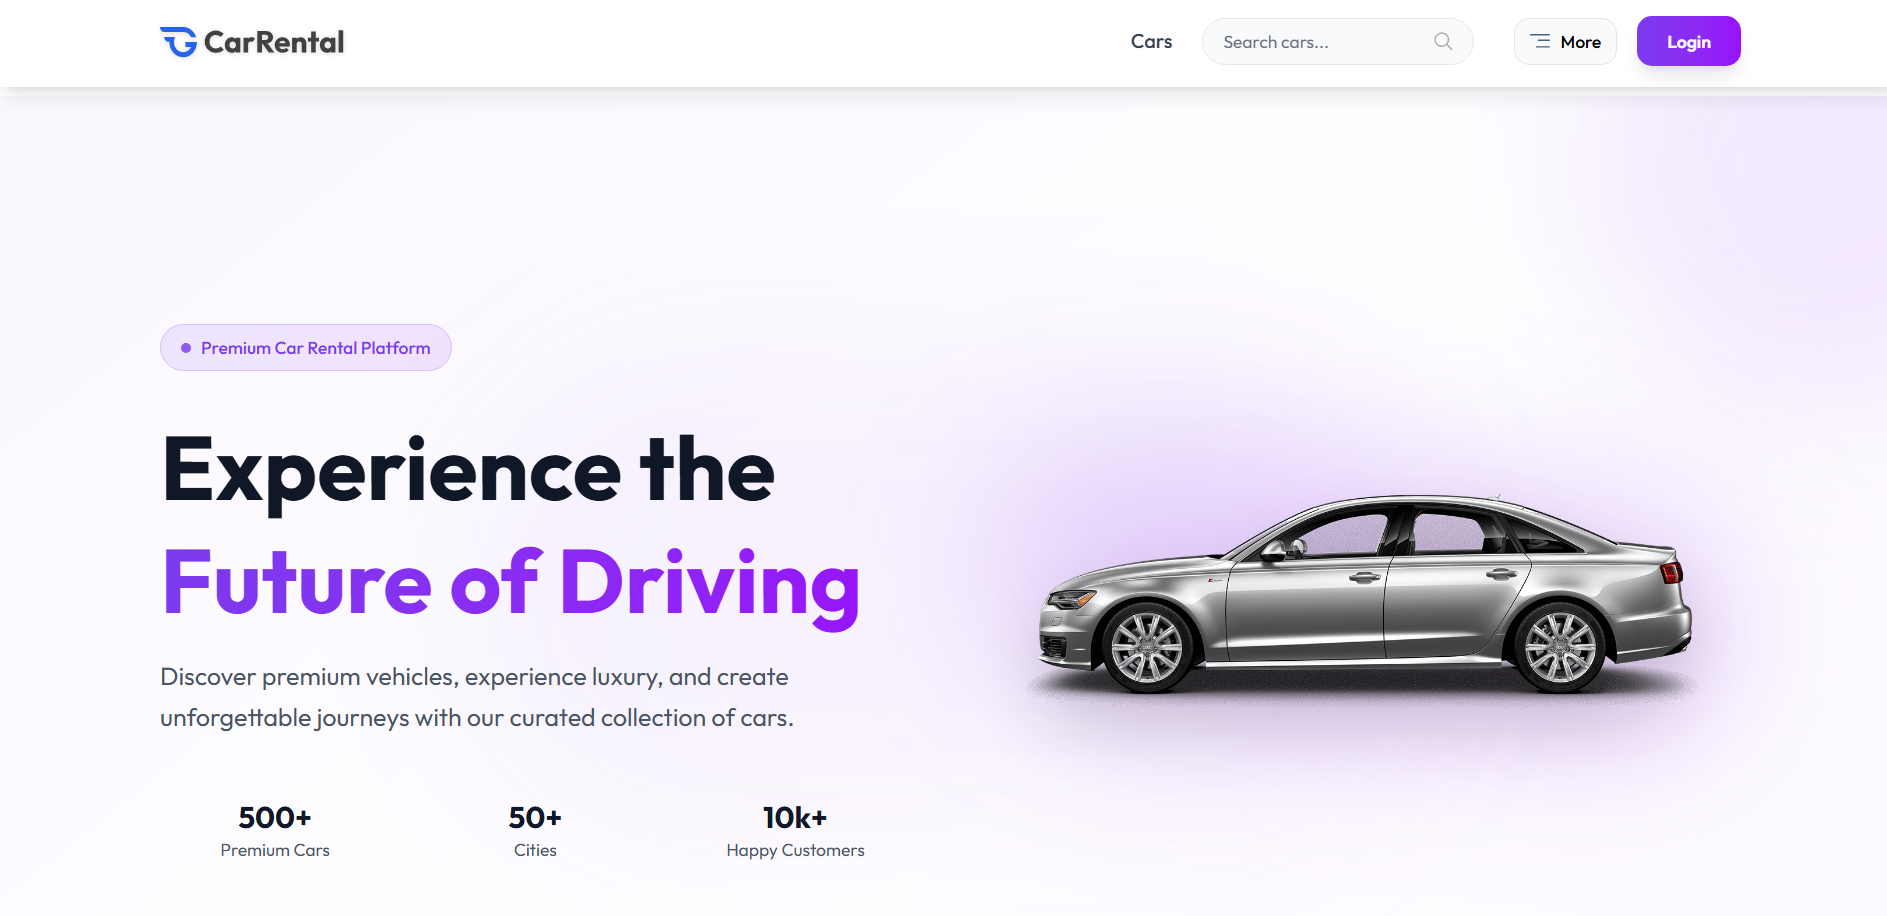 CarRental
Cars
Search cars...
More
Login
Premium Car Rental Platform
Experience the
Future of Driving
Discover premium vehicles, experience luxury, and create
unforgettable journeys with our curated collection of cars.
500+
Premium Cars
50+
Cities
10k+
Happy Customers